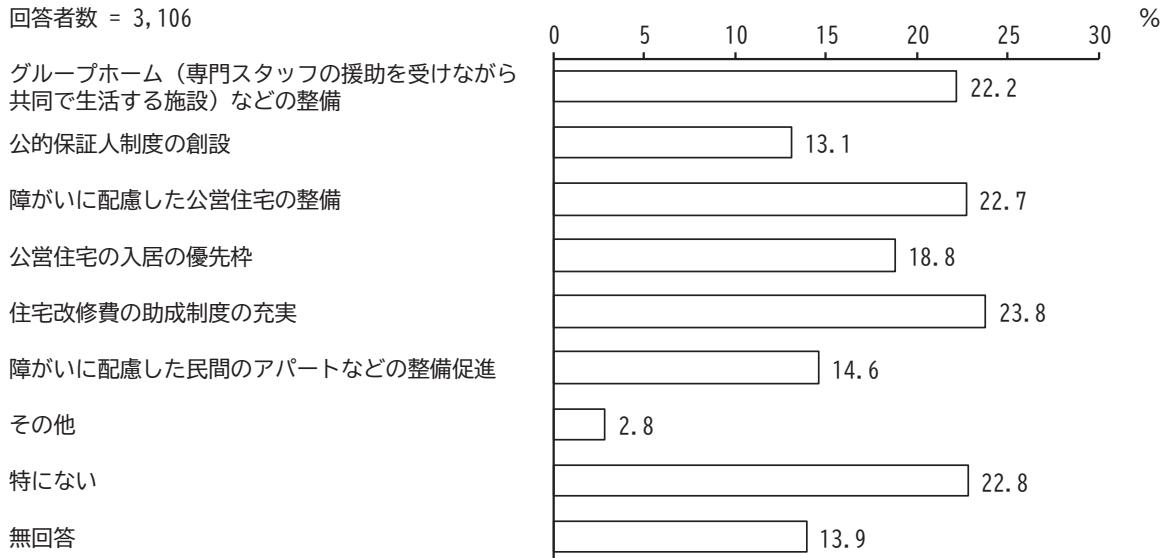 回答者数 = 3,106
%
0 5 10 15 20 25 30
グループホーム（専門スタッフの援助を受けながら
共同で生活する施設）などの整備
22.2
公的保証人制度の創設
13.1
障がいに配慮した公営住宅の整備
22.7
公営住宅の入居の優先枠
18.8
住宅改修費の助成制度の充実
23.8
障がいに配慮した民間のアパートなどの整備促進
14.6
その他
2.8
特にない
22.8
無回答
13.9